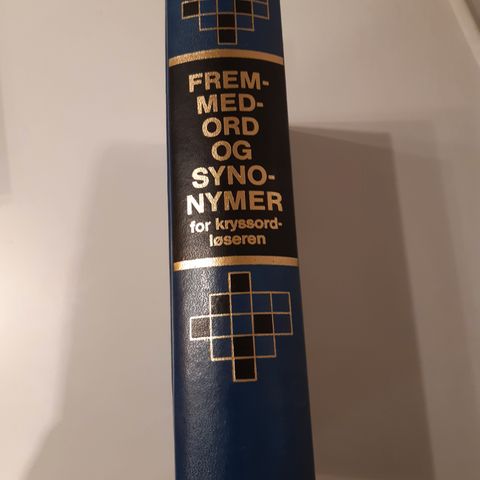 FREM-
MED-
ORD
OG
SYNO-
NYMER
for kryssord-
løseren